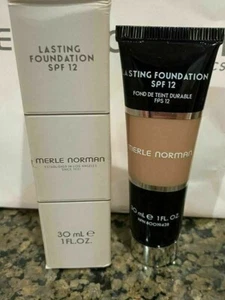 LASTING
FOUNDATION
SPF 12
MERLE NORMAN
30 mL e
1 FL.OZ.
LASTING FOUNDATION
SPF 12
FOND DE TEINT DURABLE
FPS 12
MERLE NORMAN
30 mL e 1 FL. OZ.